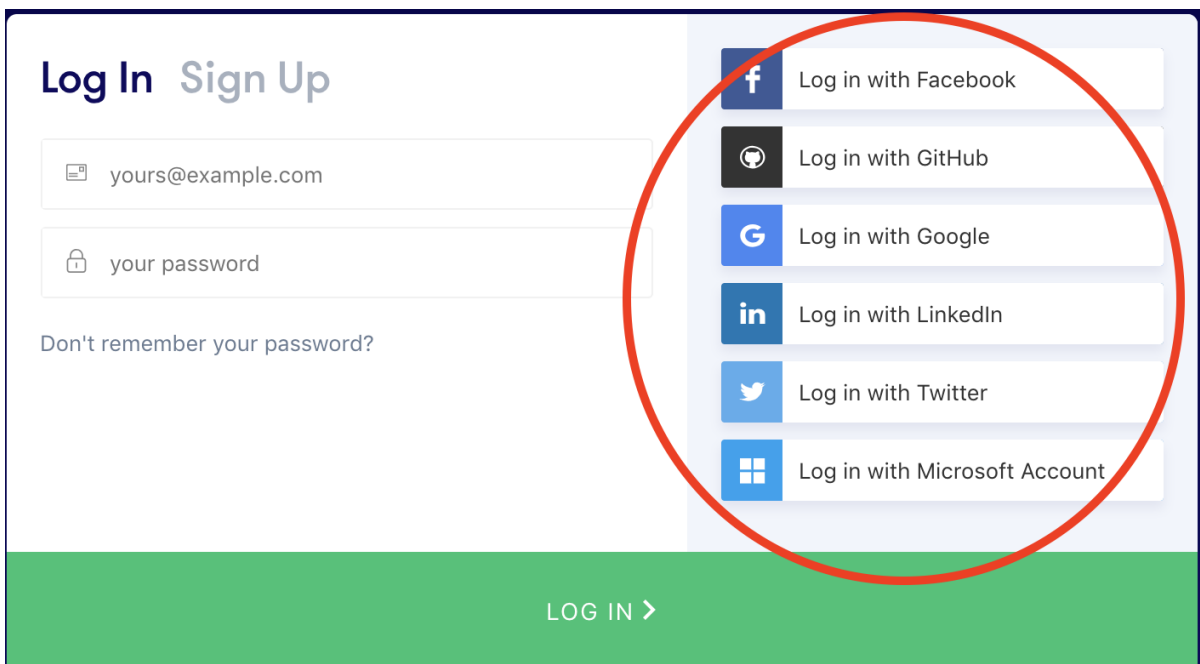 Log In Sign Up
yours@example.com
your password
Don't remember your password?
Log in with Facebook
Log in with GitHub
Log in with Google
Log in with LinkedIn
Log in with Twitter
Log in with Microsoft Account
LOG IN